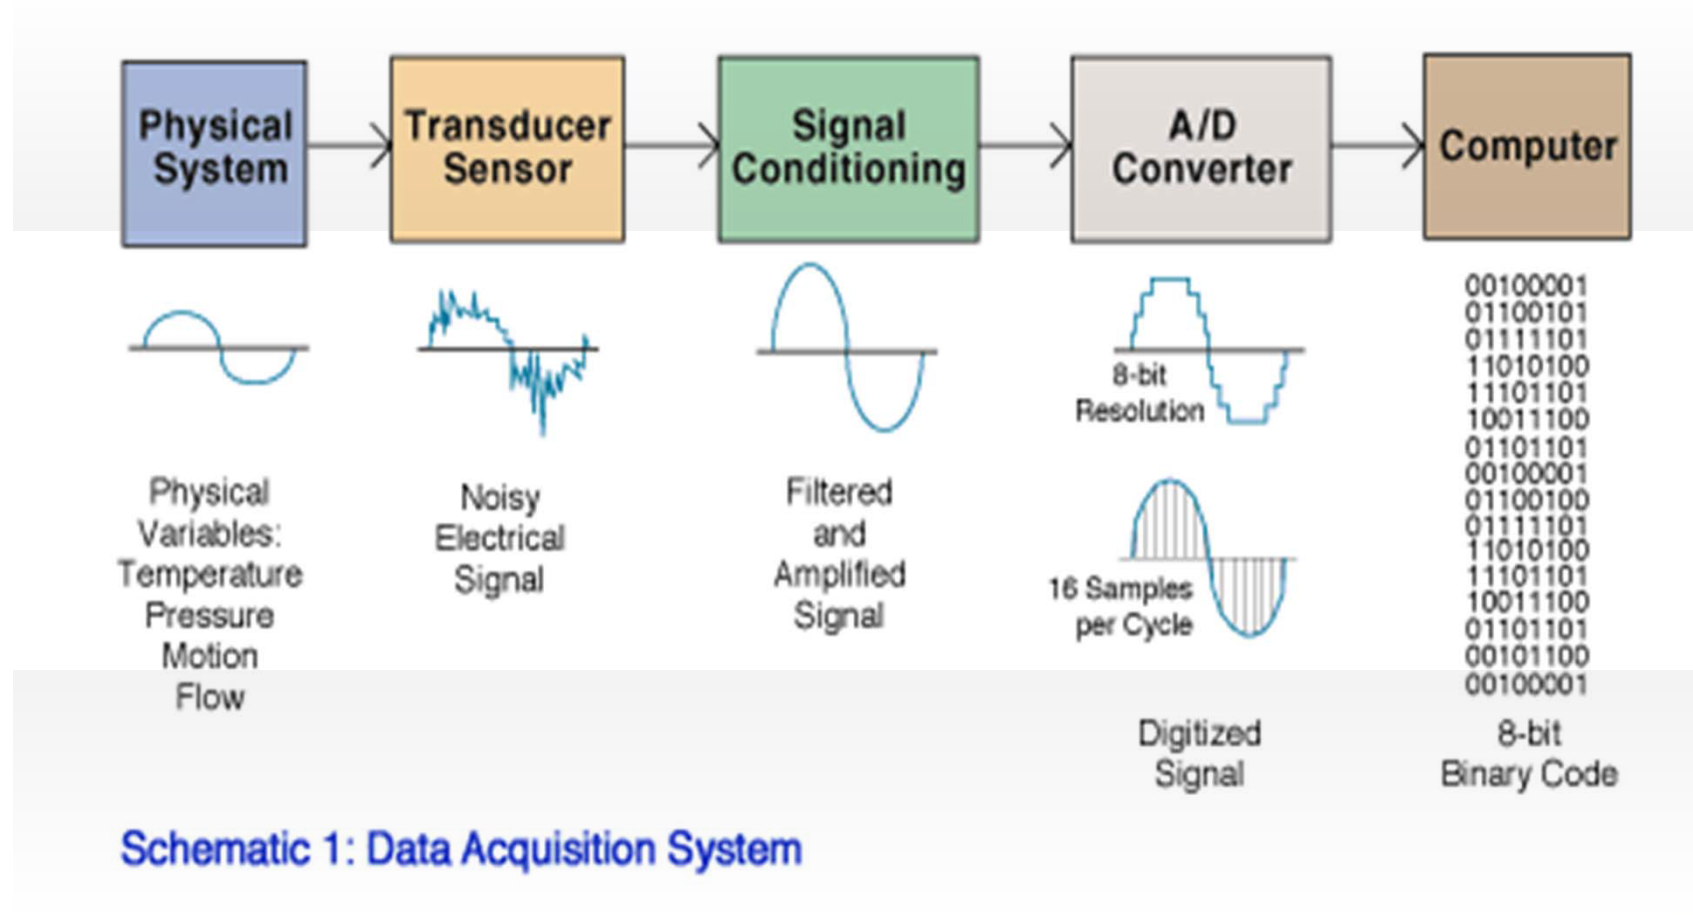 Physical
System
Transducer
Sensor
Signal
Conditioning
A/D
Converter
Computer
Physical
Variables:
Temperature
Pressure
Motion
Flow
Noisy
Electrical
Signal
Filtered
and
Amplified
Signal
8-bit
Resolution
16 Samples
per Cycle
Digitized
Signal
00100001
01100101
01111101
11010100
11101101
10011100
01101101
00100001
01100100
01111101
11010100
11101101
10011100
01101101
00101100
00100001
8-bit
Binary Code
Schematic 1: Data Acquisition System